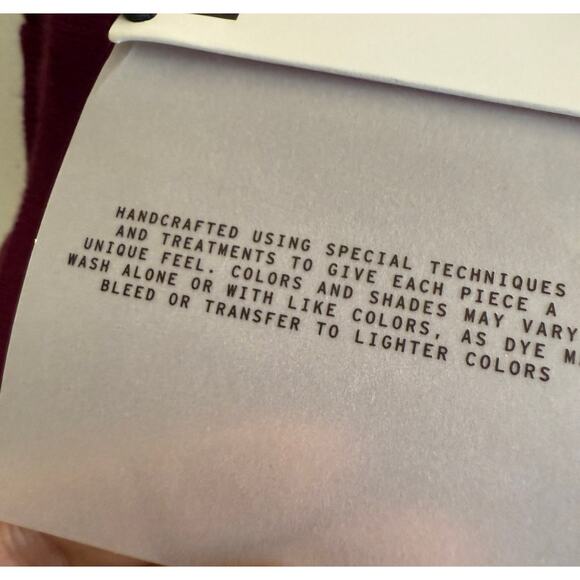 HANDCRAFTED USING SPECIAL TECHNIQUES
AND TREATMENTS TO GIVE EACH PIECE A
UNIQUE FEEL. COLORS AND SHADES MAY VARY
WASH ALONE OR WITH LIKE COLORS, AS DYE
BLEED OR TRANSFER TO LIGHTER COLORS